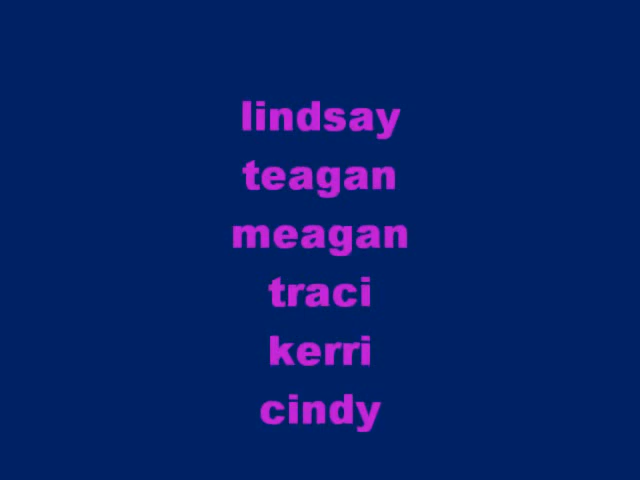 lindsay
teagan
meagan
traci
kerri
cindy